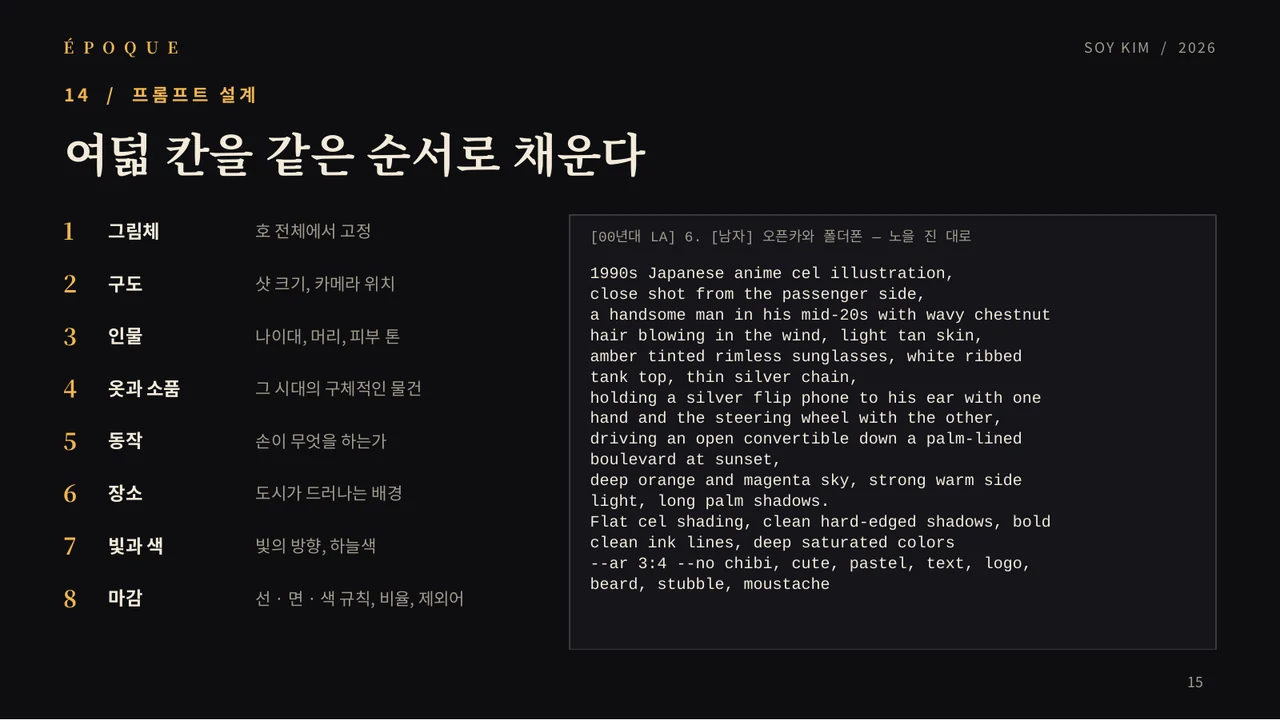 ÉPOQUE
SOY KIM / 2026
14 / 프롬프트 설계
여덟 칸을 같은 순서로 채운다
1 그림체 호 전체에서 고정
2 구도 샷 크기, 카메라 위치
3 인물 나이대, 머리, 피부 톤
4 옷과 소품 그 시대의 구체적인 물건
5 동작 손이 무엇을 하는가
6 장소 도시가 드러나는 배경
7 빛과 색 빛의 방향, 하늘색
8 마감 선 · 면 · 색 규칙, 비율, 제외어
[00년대 LA] 6. [남자] 오픈카와 폴더폰 — 노을 진 대로
1990s Japanese anime cel illustration,
close shot from the passenger side,
a handsome man in his mid-20s with wavy chestnut
hair blowing in the wind, light tan skin,
amber tinted rimless sunglasses, white ribbed
tank top, thin silver chain,
holding a silver flip phone to his ear with one
hand and the steering wheel with the other,
driving an open convertible down a palm-lined
boulevard at sunset,
deep orange and magenta sky, strong warm side
light, long palm shadows.
Flat cel shading, clean hard-edged shadows, bold
clean ink lines, deep saturated colors
--ar 3:4 --no chibi, cute, pastel, text, logo,
beard, stubble, moustache
15